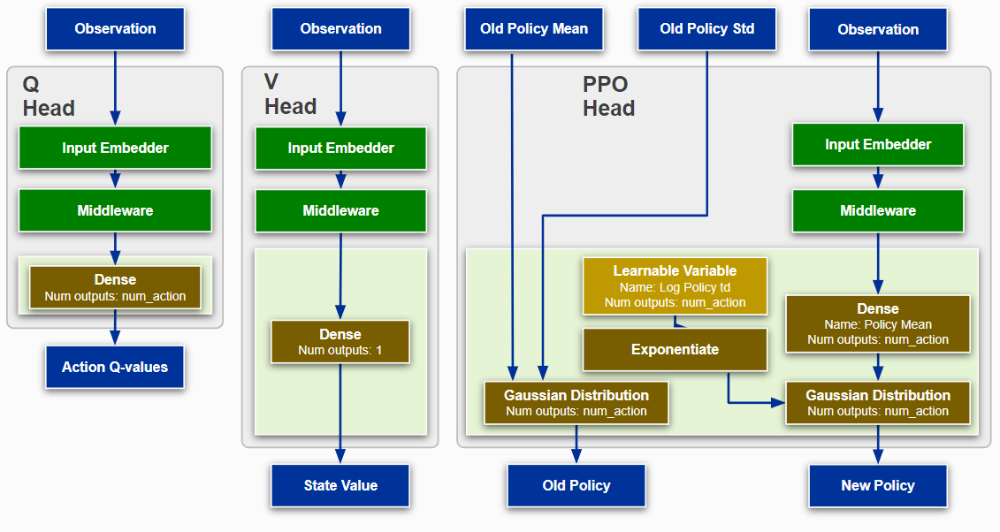 Observation
Q
Head
Input Embedder
Middleware
Dense
Num outputs: num_action
Action Q-values
Observation
V
Head
Input Embedder
Middleware
Dense
Num outputs: 1
State Value
Old Policy Mean
Old Policy Std
Observation
PPO
Head
Input Embedder
Middleware
Learnable Variable
Name: Log Policy td
Num outputs: num_action
Exponentiate
Dense
Name: Policy Mean
Num outputs: num_action
Gaussian Distribution
Num outputs: num_action
Gaussian Distribution
Num outputs: num_action
Old Policy
New Policy